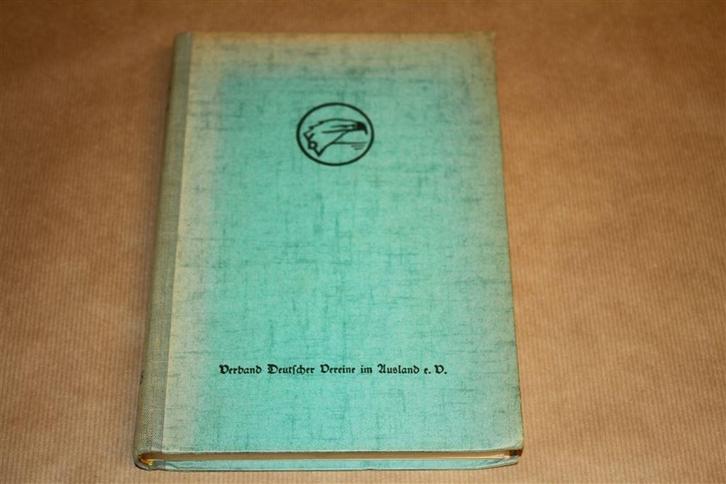 Verband Deutscher Vereine im Ausland e. V.